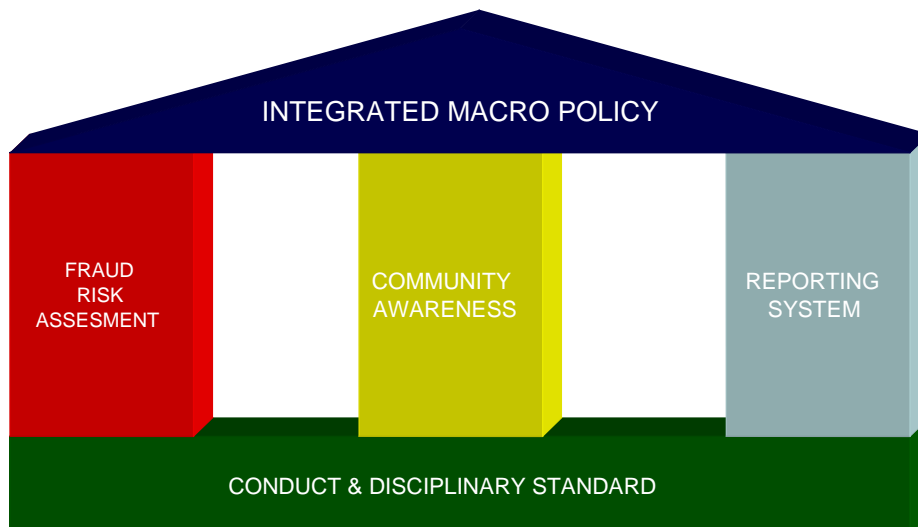 INTEGRATED MACRO POLICY
FRAUD
RISK
ASSESMENT
COMMUNITY
AWARENESS
REPORTING
SYSTEM
CONDUCT & DISCIPLINARY STANDARD